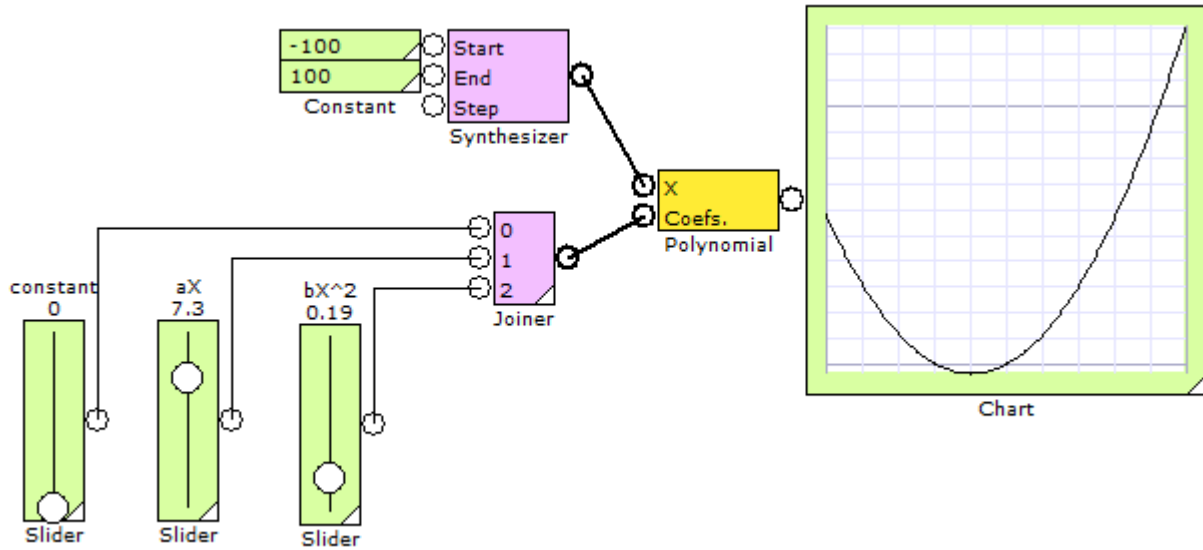 -100
100
Constant
Start
End
Step
Synthesizer
X
Coefs.
Polynomial
0
1
2
Joiner
constant
0
Slider
aX
7.3
Slider
bX^2
0.19
Slider
Chart